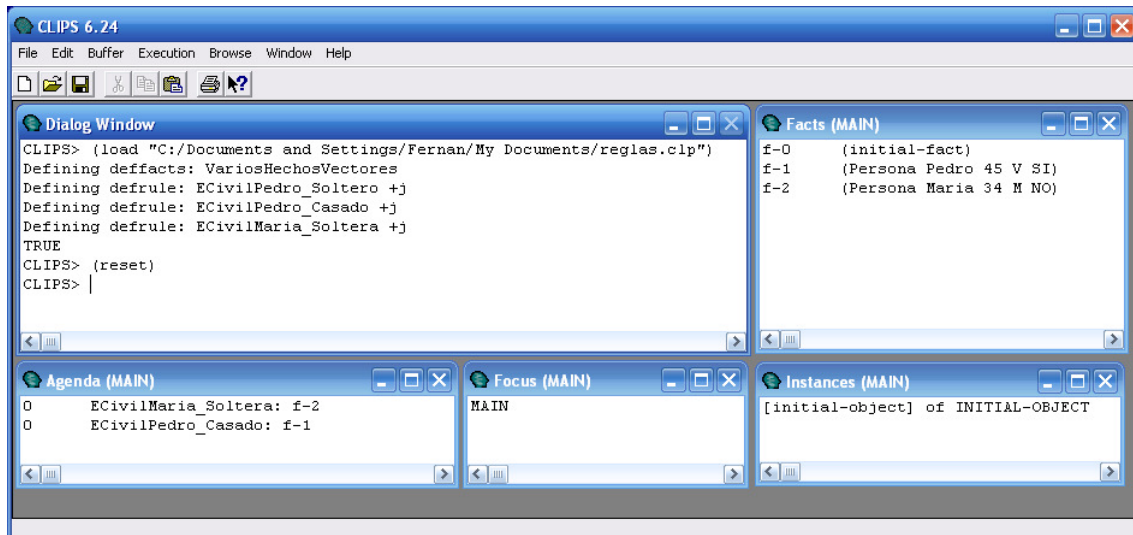 CLIPS 6.24
File Edit Buffer Execution Browse Window Help
Dialog Window
CLIPS> (load "C:/Documents and Settings/Fernan/My Documents/reglas.clp")
Defining deffacts: VariosHechosVectores
Defining defrule: ECivilPedro_Soltero +j
Defining defrule: ECivilPedro_Casado +j
Defining defrule: ECivilMaria_Soltera +j
TRUE
CLIPS> (reset)
CLIPS>
Facts (MAIN)
f-0 (initial-fact)
f-1 (Persona Pedro 45 V SI)
f-2 (Persona Maria 34 M NO)
Agenda (MAIN)
0 ECivilMaria_Soltera: f-2
0 ECivilPedro_Casado: f-1
Focus (MAIN)
MAIN
Instances (MAIN)
[initial-object] of INITIAL-OBJECT